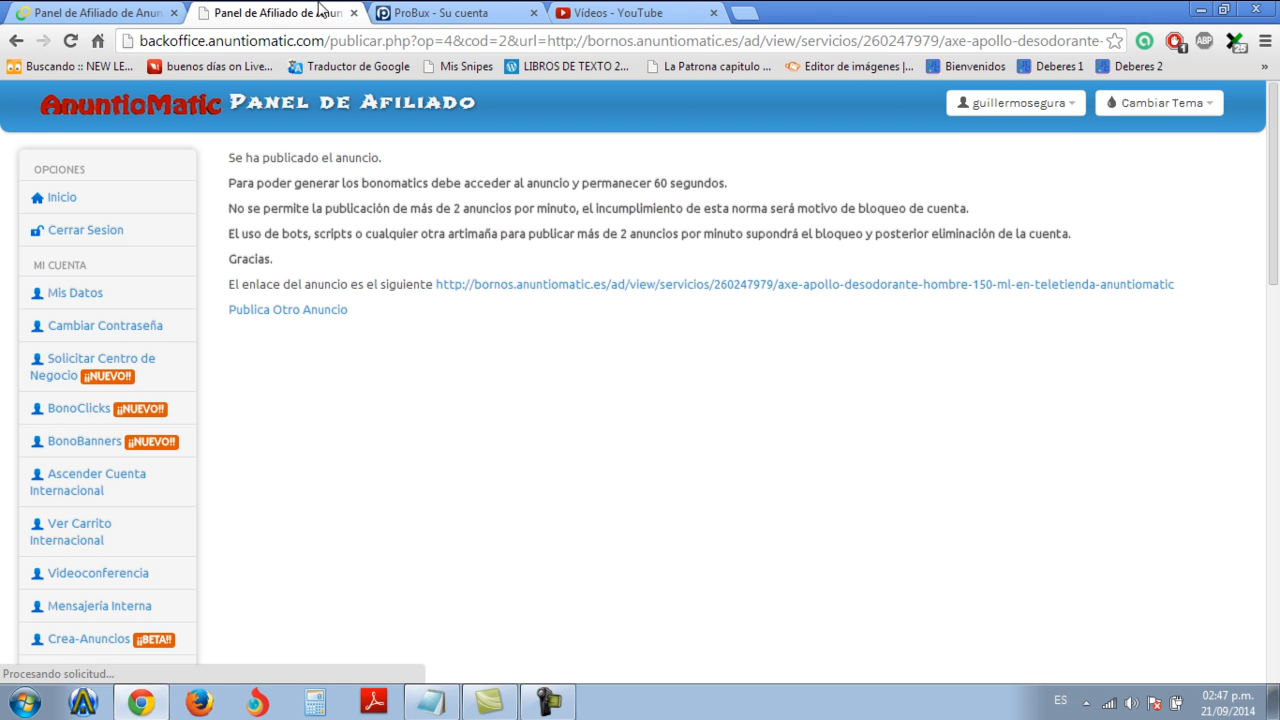 Panel de Afiliado de Anun
Panel de Afiliado de Anun
ProBux - Su cuenta
Vídeos - YouTube
backoffice.anuntiomatic.com/publicar.php?op=4&cod=2&url=http://bornos.anuntiomatic.es/ad/view/servicios/260247979/axe-apollo-desodorante-
Buscando :: NEW LE...
buenos días on Live...
Traductor de Google
Mis Snipes
LIBROS DE TEXTO 2...
La Patrona capitulo ...
Editor de imágenes |...
Bienvenidos
Deberes 1
Deberes 2
»
AnuntioMatic Panel de Afiliado
guillermosegura
Cambiar Tema
OPCIONES
Inicio
Cerrar Sesion
MI CUENTA
Mis Datos
Cambiar Contraseña
Solicitar Centro de
Negocio ¡¡NUEVO!!
BonoClicks ¡¡NUEVO!!
BonoBanners ¡¡NUEVO!!
Ascender Cuenta
Internacional
Ver Carrito
Internacional
Videoconferencia
Mensajería Interna
Crea-Anuncios ¡¡BETA!!
Se ha publicado el anuncio.
Para poder generar los bonomatics debe acceder al anuncio y permanecer 60 segundos.
No se permite la publicación de más de 2 anuncios por minuto, el incumplimiento de esta norma será motivo de bloqueo de cuenta.
El uso de bots, scripts o cualquier otra artimaña para publicar más de 2 anuncios por minuto supondrá el bloqueo y posterior eliminación de la cuenta.
Gracias.
El enlace del anuncio es el siguiente http://bornos.anuntiomatic.es/ad/view/servicios/260247979/axe-apollo-desodorante-hombre-150-ml-en-teletienda-anuntiomatic
Publica Otro Anuncio
Procesando solicitud...
ES
02:47 p.m.
21/09/2014